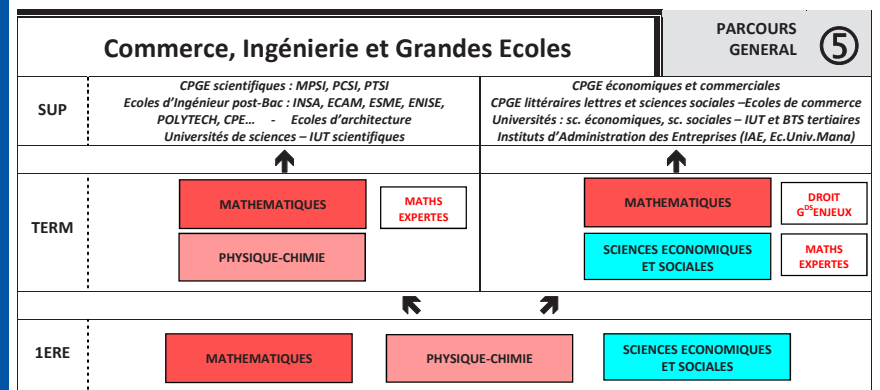 Commerce, Ingénierie et Grandes Ecoles
PARCOURS
GENERAL
⑤
SUP
CPGE scientifiques : MPSI, PCSI, PTSI
Ecoles d'Ingénieur post-Bac : INSA, ECAM, ESME, ENISE,
POLYTECH, CPE… - Ecoles d'architecture
Universités de sciences – IUT scientifiques
CPGE économiques et commerciales
CPGE littéraires lettres et sciences sociales –Ecoles de commerce
Universités : sc. économiques, sc. sociales – IUT et BTS tertiaires
Instituts d'Administration des Entreprises (IAE, Ec.Univ.Mana)
TERM
MATHEMATIQUES
MATHS
EXPERTES
PHYSIQUE-CHIMIE
MATHEMATIQUES
DROIT
GDS ENJEUX
SCIENCES ECONOMIQUES
ET SOCIALES
MATHS
EXPERTES
1ERE
MATHEMATIQUES
PHYSIQUE-CHIMIE
SCIENCES ECONOMIQUES
ET SOCIALES